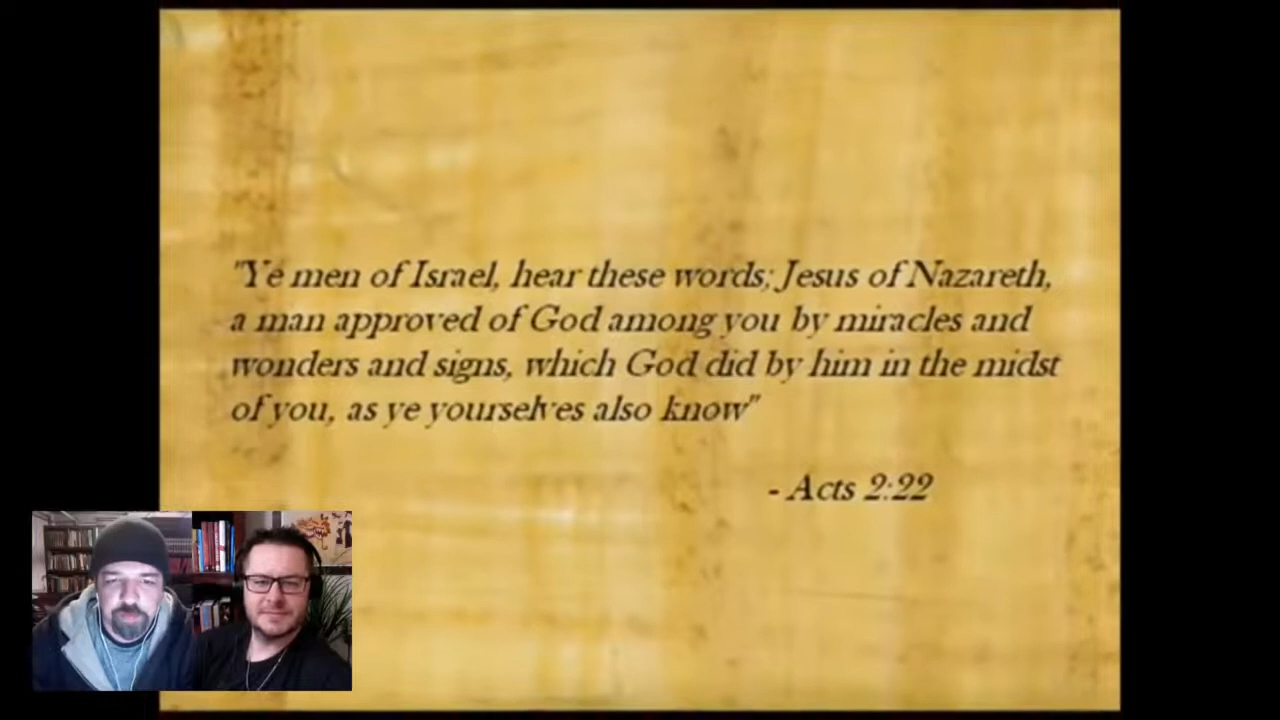 "Ye men of Israel, hear these words; Jesus of Nazareth,
a man approved of God among you by miracles and
wonders and signs, which God did by him in the midst
of you, as ye yourselves also know"
- Acts 2:22